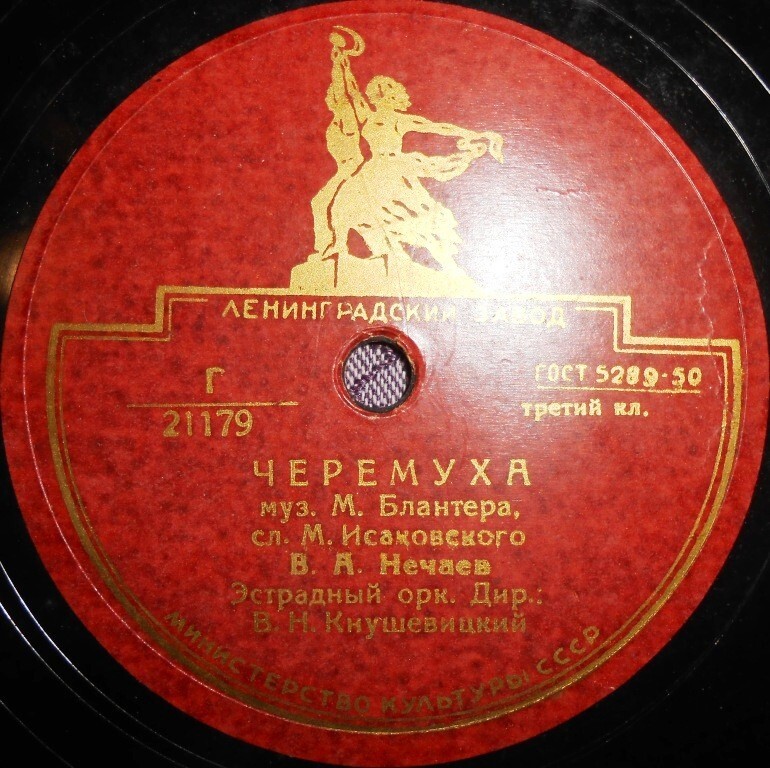 ЛЕНИНГРАДСКИЙ ЗАВОД
Г
21179
ГОСТ 5289-50
третий кл.
ЧЕРЕМУХА
муз. М. Блантера,
сл. М. Исаковского
В. А. Нечаев
Эстрадный орк. Дир.:
В. Н. Кнушевицкий
МИНИСТЕРСТВО КУЛЬТУРЫ СССР